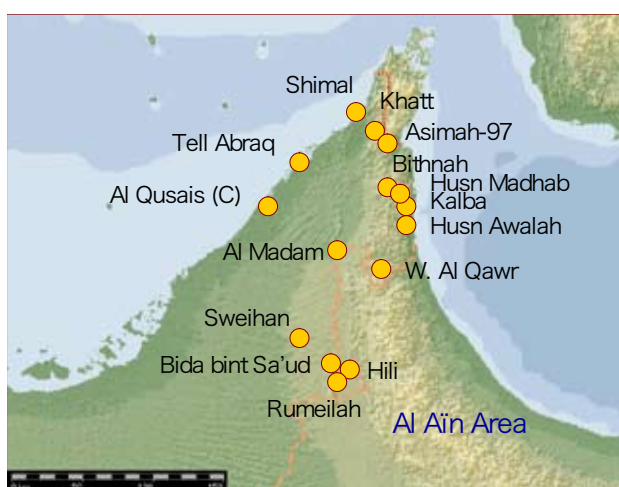 Shimal
Khatt
Asimah-97
Tell Abraq
Bithnah
Husn Madhab
Al Qusais (C)
Kalba
Husn Awalah
Al Madam
W. Al Qawr
Sweihan
Bida bint Sa’ud
Hili
Rumeilah
Al Aïn Area